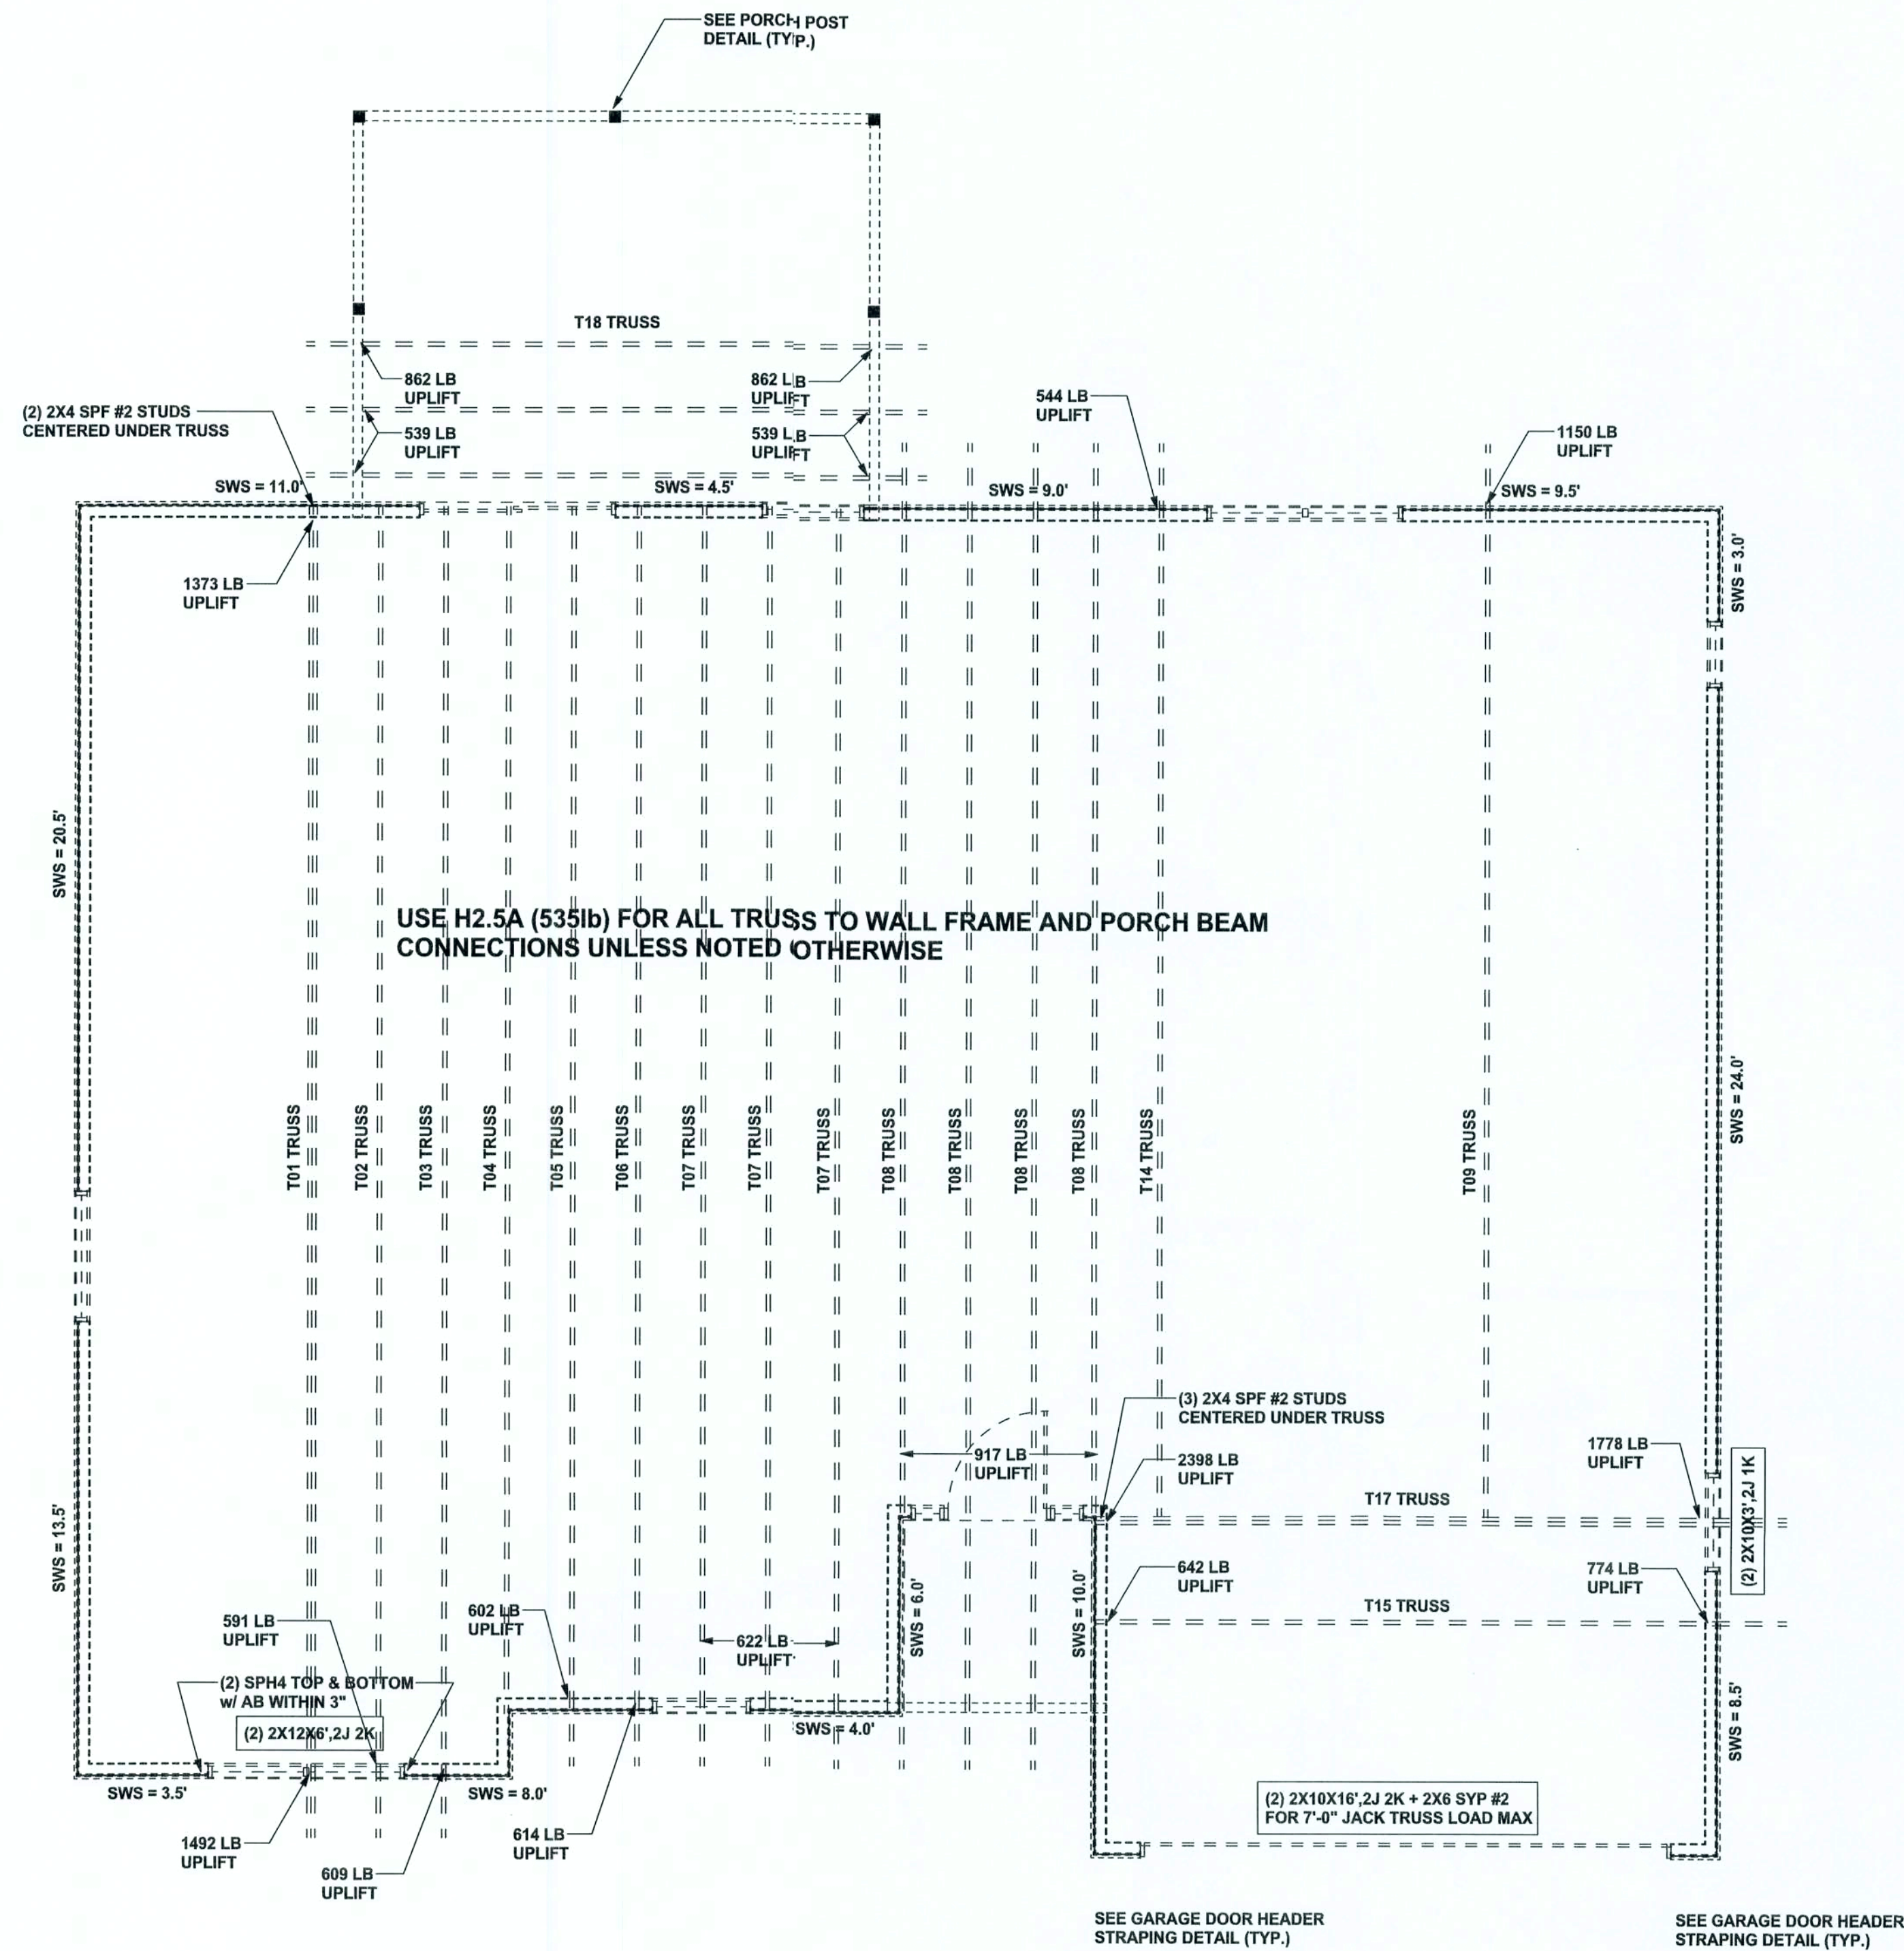 SEE PORCH POST
DETAIL (TYP.)
T18 TRUSS
862 LB
UPLIFT
862 LB
UPLIFT
539 LB
UPLIFT
539 LB
UPLIFT
(2) 2X4 SPF #2 STUDS
CENTERED UNDER TRUSS
544 LB
UPLIFT
1150 LB
UPLIFT
SWS = 11.0'
SWS = 4.5'
SWS = 9.0'
SWS = 9.5'
SWS = 3.0'
1373 LB
UPLIFT
SWS = 20.5'
USE H2.5A (535lb) FOR ALL TRUSS TO WALL FRAME AND PORCH BEAM
CONNECTIONS UNLESS NOTED OTHERWISE
T01 TRUSS
T02 TRUSS
T03 TRUSS
T04 TRUSS
T05 TRUSS
T06 TRUSS
T07 TRUSS
T07 TRUSS
T07 TRUSS
T08 TRUSS
T08 TRUSS
T08 TRUSS
T08 TRUSS
T14 TRUSS
T09 TRUSS
SWS = 24.0'
(3) 2X4 SPF #2 STUDS
CENTERED UNDER TRUSS
917 LB
UPLIFT
2398 LB
UPLIFT
1778 LB
UPLIFT
(2) 2X10X3',2J 1K
T17 TRUSS
SWS = 13.5'
642 LB
UPLIFT
774 LB
UPLIFT
T15 TRUSS
SWS = 6.0'
SWS = 10.0'
591 LB
UPLIFT
602 LB
UPLIFT
622 LB
UPLIFT
(2) SPH4 TOP & BOTTOM
w/ AB WITHIN 3"
(2) 2X12X6',2J 2K
SWS = 4.0'
SWS = 8.5'
SWS = 3.5'
SWS = 8.0'
(2) 2X10X16',2J 2K + 2X6 SYP #2
FOR 7'-0" JACK TRUSS LOAD MAX
1492 LB
UPLIFT
614 LB
UPLIFT
609 LB
UPLIFT
SEE GARAGE DOOR HEADER
STRAPING DETAIL (TYP.)
SEE GARAGE DOOR HEADER
STRAPING DETAIL (TYP.)